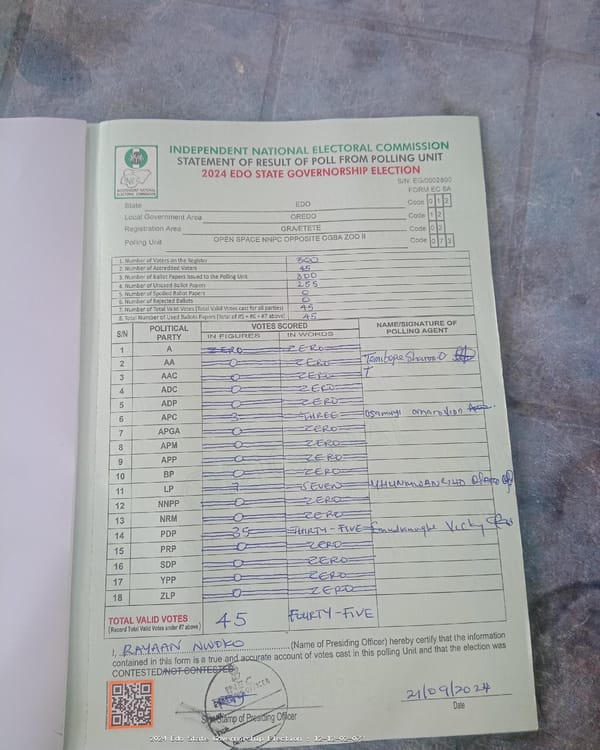 INDEPENDENT NATIONAL ELECTORAL COMMISSION
STATEMENT OF RESULT OF POLL FROM POLLING UNIT
2024 EDO STATE GOVERNORSHIP ELECTION
S/N: EG/0002800
FORM EC 8A
INDEPENDENT NATIONAL ELECTORAL COMMISSION
State EDO Code 0 1 2
Local Government Area OREDO Code 1 2
Registration Area GRA/ETETE Code 0 2
Polling Unit OPEN SPACE NNPC OPPOSITE OGBA ZOO II Code 0 7 3
1. Number of Voters on the Register 300
2. Number of Accredited Voters 45
3. Number of Ballot Papers Issued to the Polling Unit 300
4. Number of Unused Ballot Papers 255
5. Number of Spoiled Ballot Papers 0
6. Number of Rejected Ballots 0
7. Number of Total Valid Votes (Total Valid Votes cast for all parties) 45
8. Total Number of Used Ballots Papers (Total of #5 + #6 + #7 above) 45
S/N POLITICAL PARTY VOTES SCORED NAME/SIGNATURE OF POLLING AGENT
IN FIGURES IN WORDS
1 A ZERO ZERO
2 AA 0 ZERO
3 AAC 0 ZERO T
4 ADC 0 ZERO
5 ADP 0 ZERO
6 APC 3 THREE
7 APGA 0 ZERO
8 APM 0 ZERO
9 APP 0 ZERO
10 BP 0 ZERO
11 LP 7 SEVEN
12 NNPP 0 ZERO
13 NRM 0 ZERO
14 PDP 35 THIRTY-FIVE Vicky
15 PRP 0 ZERO
16 SDP 0 ZERO
17 YPP 0 ZERO
18 ZLP 0 ZERO
TOTAL VALID VOTES 45 FOURTY-FIVE
(Record Total Valid Votes under #7 above)
I, RAYAAN NWOKO (Name of Presiding Officer) hereby certify that the information
contained in this form is a true and accurate account of votes cast in this polling Unit and that the election was
CONTESTED/NOT CONTESTED
21/09/2024
Sign/Stamp of Presiding Officer Date
2024 Edo State Governorship Election - 12-12-02-073